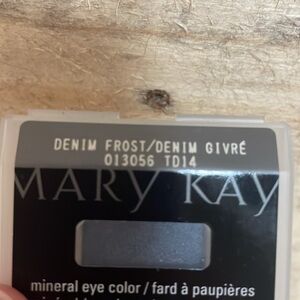 DENIM FROST/DENIM GIVRÉ
013056 TD14
MARY KAY
mineral eye color / fard à paupières